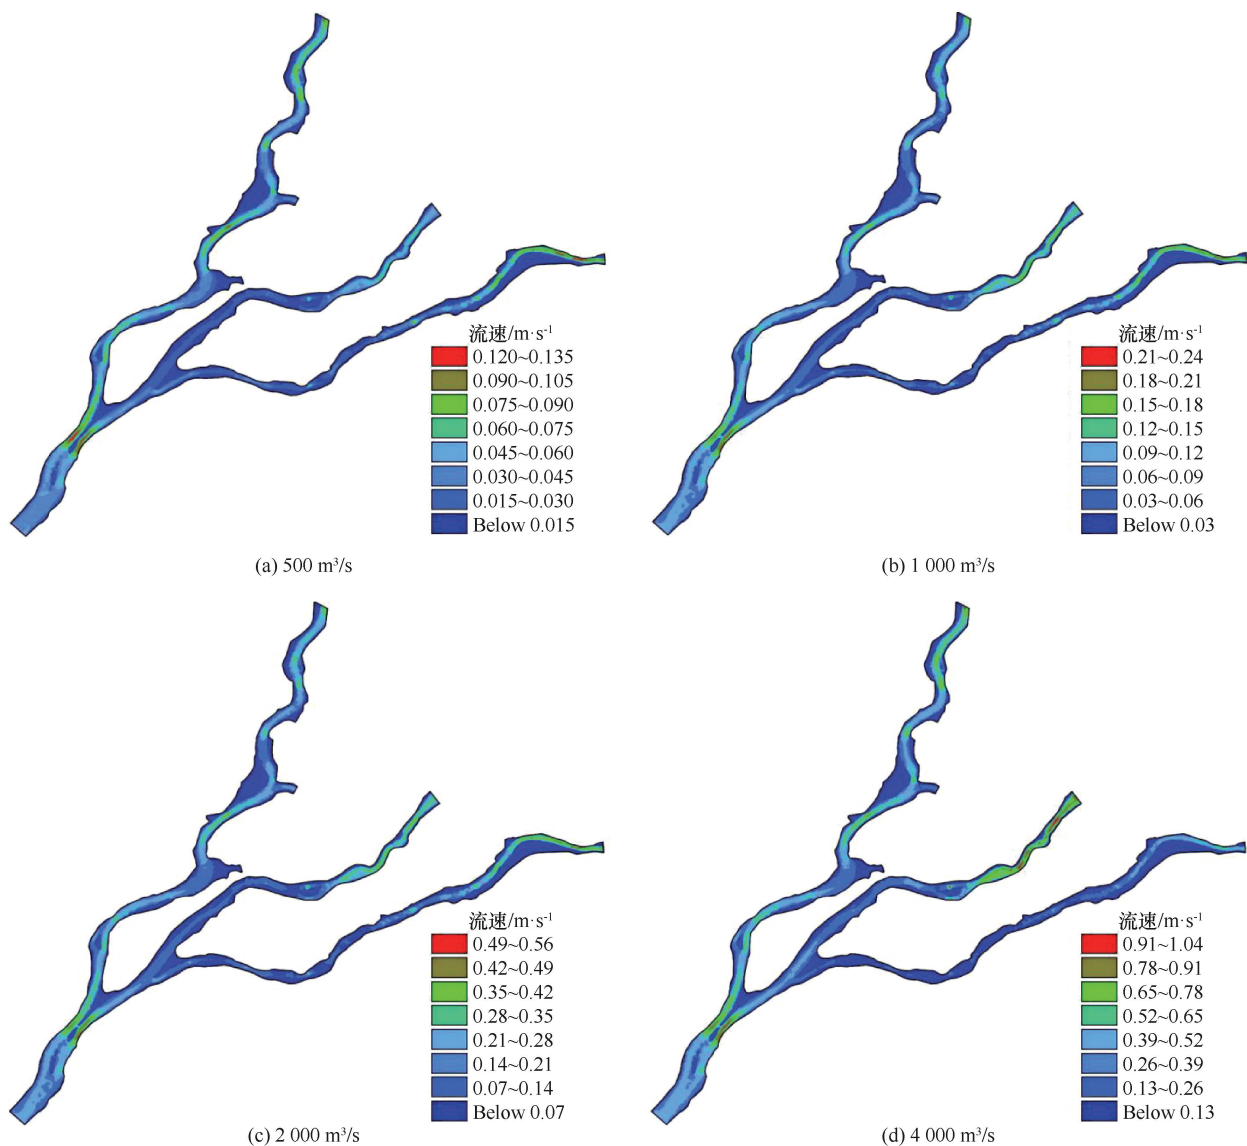 流速/m·s⁻¹
0.120~0.135
0.090~0.105
0.075~0.090
0.060~0.075
0.045~0.060
0.030~0.045
0.015~0.030
Below 0.015
(a) 500 m³/s
流速/m·s⁻¹
0.21~0.24
0.18~0.21
0.15~0.18
0.12~0.15
0.09~0.12
0.06~0.09
0.03~0.06
Below 0.03
(b) 1 000 m³/s
流速/m·s⁻¹
0.49~0.56
0.42~0.49
0.35~0.42
0.28~0.35
0.21~0.28
0.14~0.21
0.07~0.14
Below 0.07
(c) 2 000 m³/s
流速/m·s⁻¹
0.91~1.04
0.78~0.91
0.65~0.78
0.52~0.65
0.39~0.52
0.26~0.39
0.13~0.26
Below 0.13
(d) 4 000 m³/s